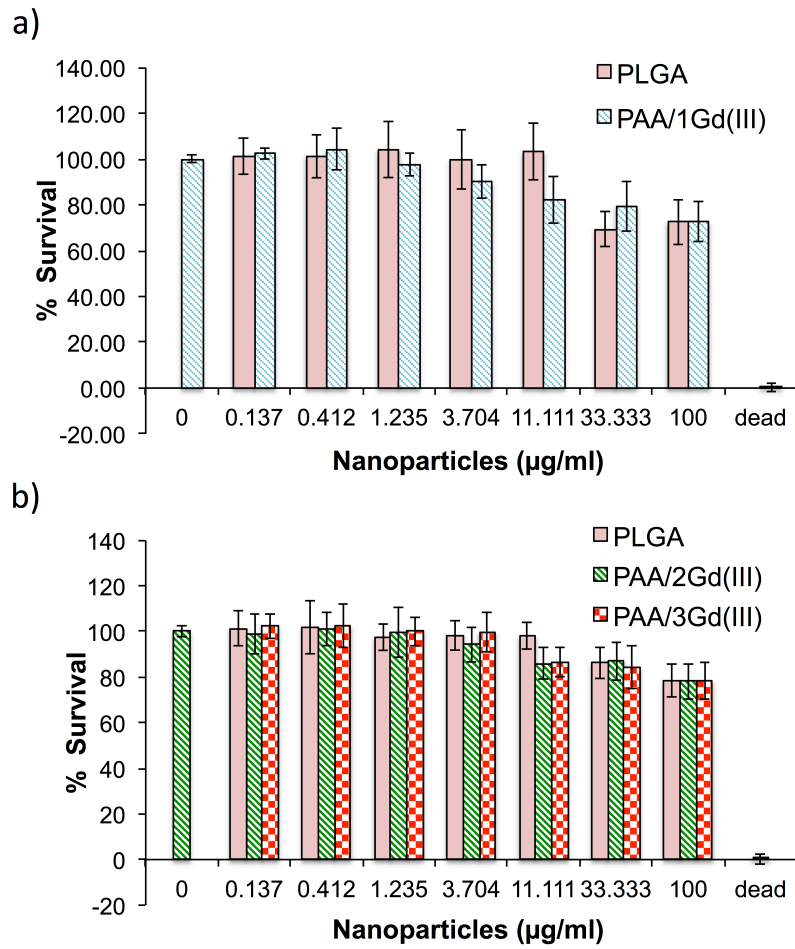 a)
140.00
120.00
100.00
80.00
60.00
40.00
20.00
0.00
-20.00
% Survival
PLGA
PAA/1Gd(III)
0 0.137 0.412 1.235 3.704 11.111 33.333 100 dead
Nanoparticles (µg/ml)
b)
140
120
100
80
60
40
20
0
-20
% Survival
PLGA
PAA/2Gd(III)
PAA/3Gd(III)
0 0.137 0.412 1.235 3.704 11.111 33.333 100 dead
Nanoparticles (µg/ml)